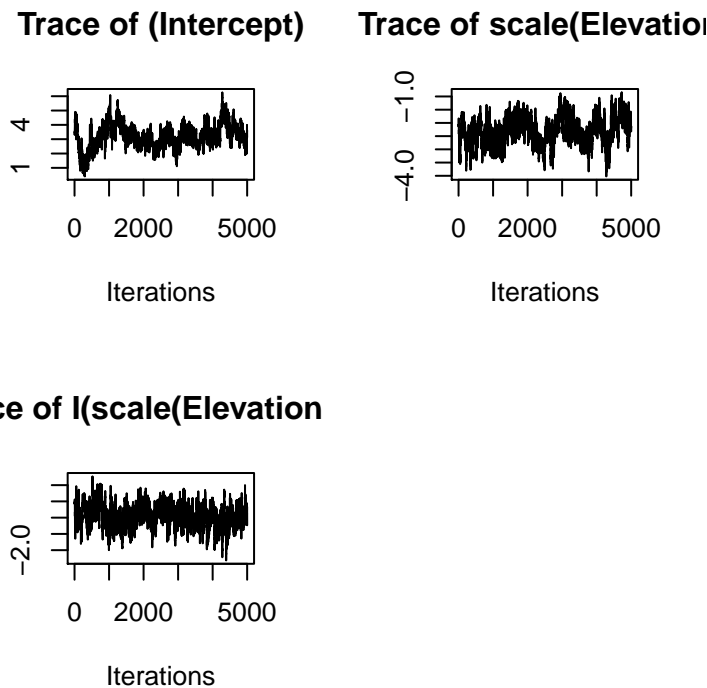 Trace of (Intercept)
1 4
0 2000 5000
Iterations
Trace of scale(Elevation
−4.0 −1.0
0 2000 5000
Iterations
ce of I(scale(Elevation
−2.0
0 2000 5000
Iterations